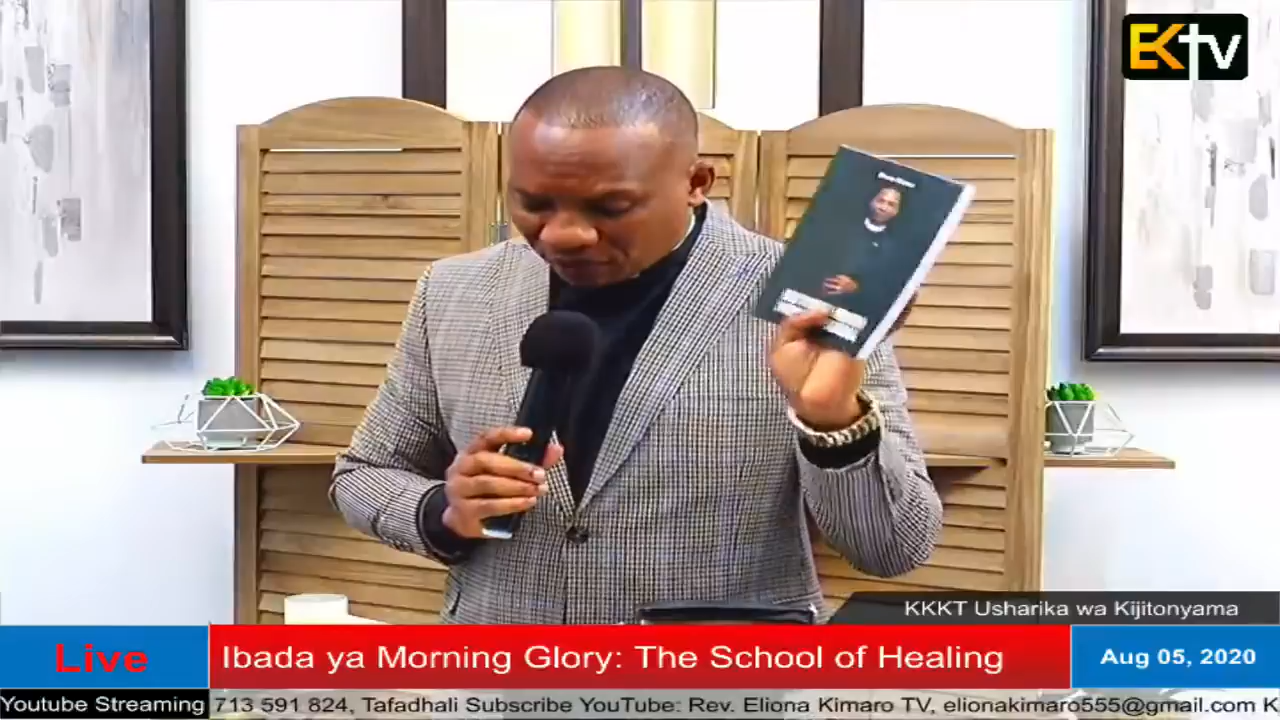 EKTV
KKKT Usharika wa Kijitonyama
Live
Ibada ya Morning Glory: The School of Healing
Aug 05, 2020
Youtube Streaming
713 591 824, Tafadhali Subscribe YouTube: Rev. Eliona Kimaro TV, elionakimaro555@gmail.com K